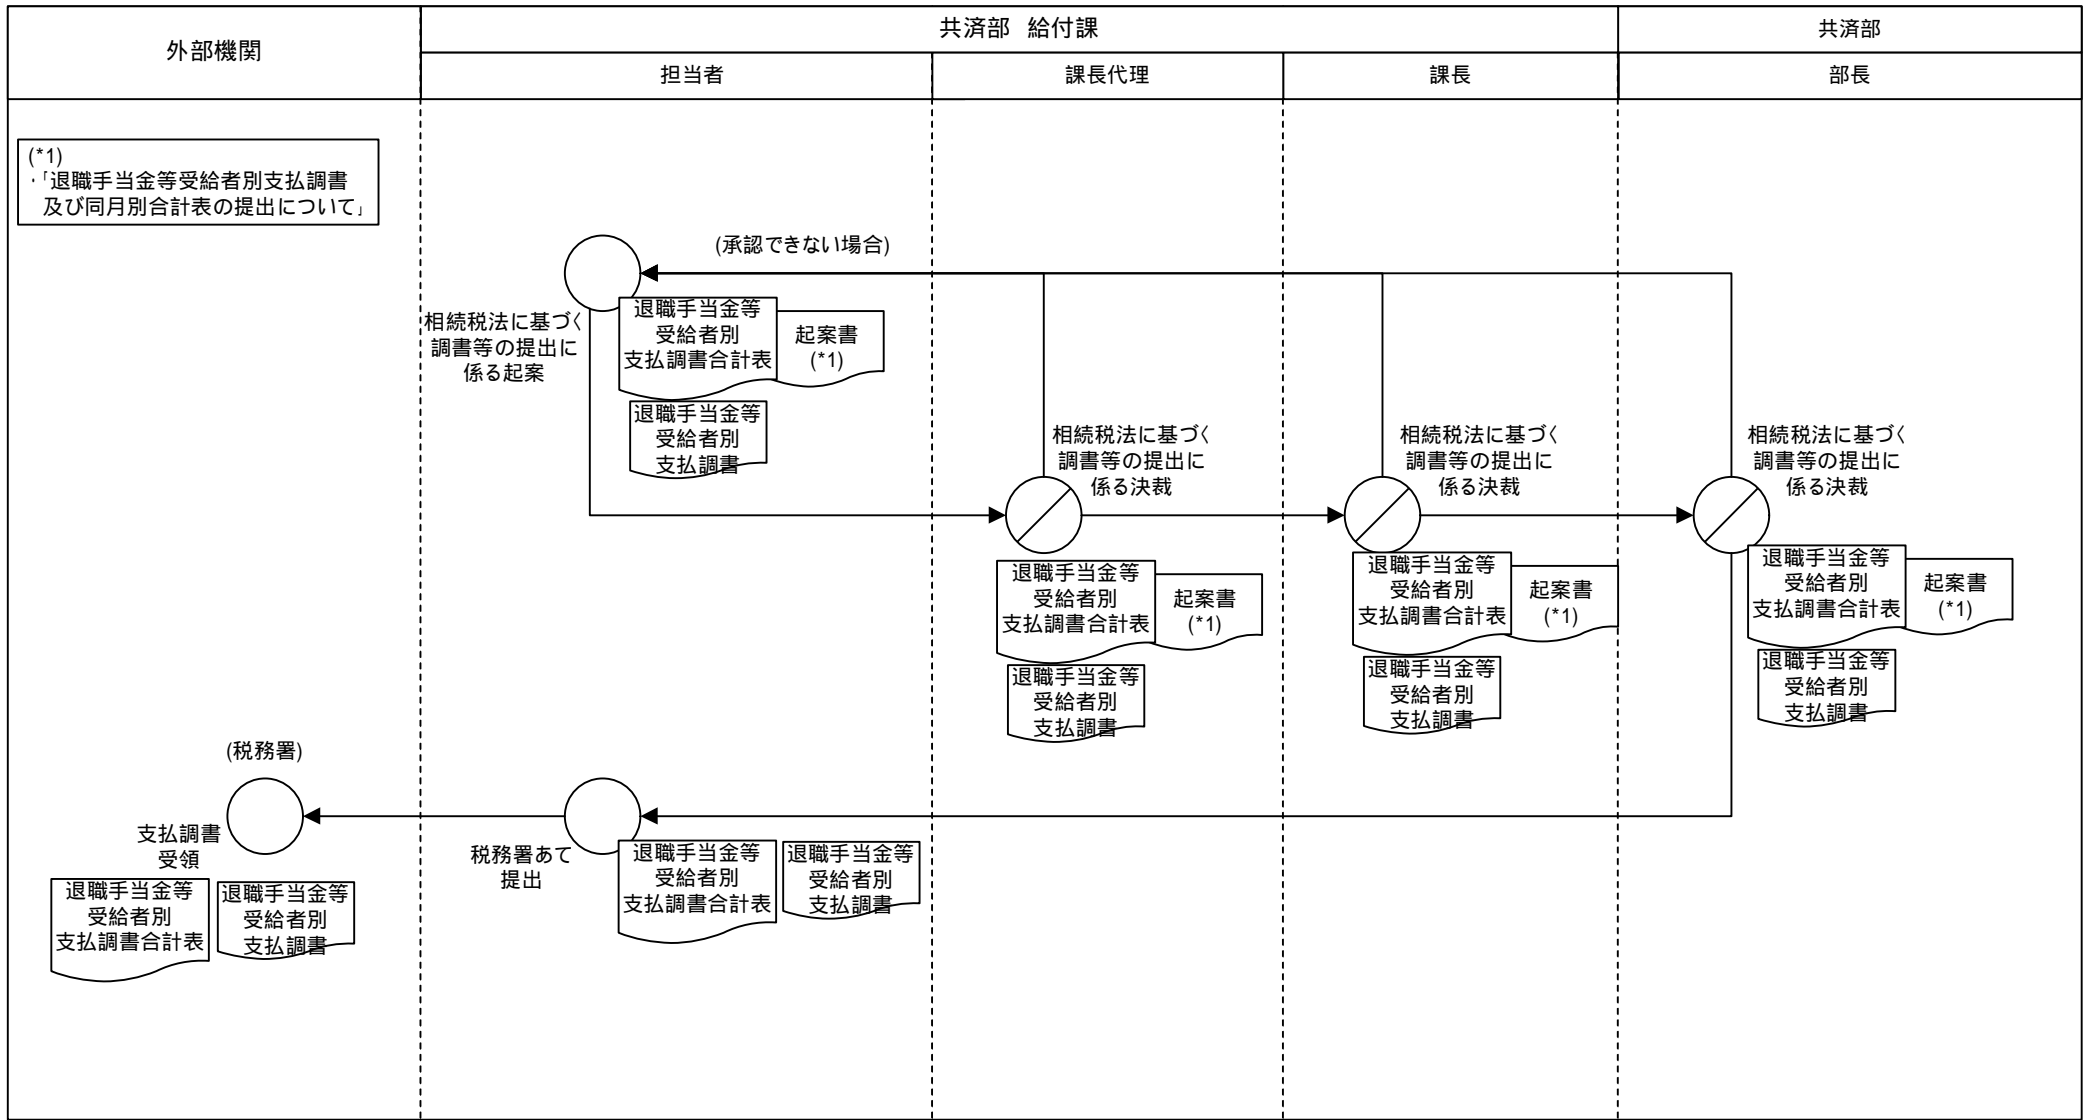 外部機関
共済部 給付課
共済部
担当者
課長代理
課長
部長
(*1)
・「退職手当金等受給者別支払調書
及び同月別合計表の提出について」
(承認できない場合)
相続税法に基づく
調書等の提出に
係る起案
退職手当金等
受給者別
支払調書合計表
起案書
(*1)
退職手当金等
受給者別
支払調書
相続税法に基づく
調書等の提出に
係る決裁
退職手当金等
受給者別
支払調書合計表
起案書
(*1)
退職手当金等
受給者別
支払調書
相続税法に基づく
調書等の提出に
係る決裁
退職手当金等
受給者別
支払調書合計表
起案書
(*1)
退職手当金等
受給者別
支払調書
相続税法に基づく
調書等の提出に
係る決裁
退職手当金等
受給者別
支払調書合計表
起案書
(*1)
退職手当金等
受給者別
支払調書
(税務署)
支払調書
受領
退職手当金等
受給者別
支払調書合計表
退職手当金等
受給者別
支払調書
税務署あて
提出
退職手当金等
受給者別
支払調書合計表
退職手当金等
受給者別
支払調書